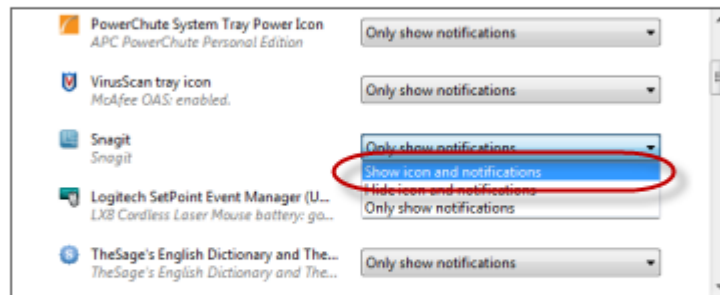 PowerChute System Tray Power Icon
APC PowerChute Personal Edition
Only show notifications
VirusScan tray icon
McAfee OAS: enabled.
Only show notifications
Snagit
Snagit
Only show notifications
Show icon and notifications
Hide icon and notifications
Only show notifications
Logitech SetPoint Event Manager (U...
LX8 Cordless Laser Mouse battery: go...
TheSage's English Dictionary and The...
TheSage's English Dictionary and The...
Only show notifications